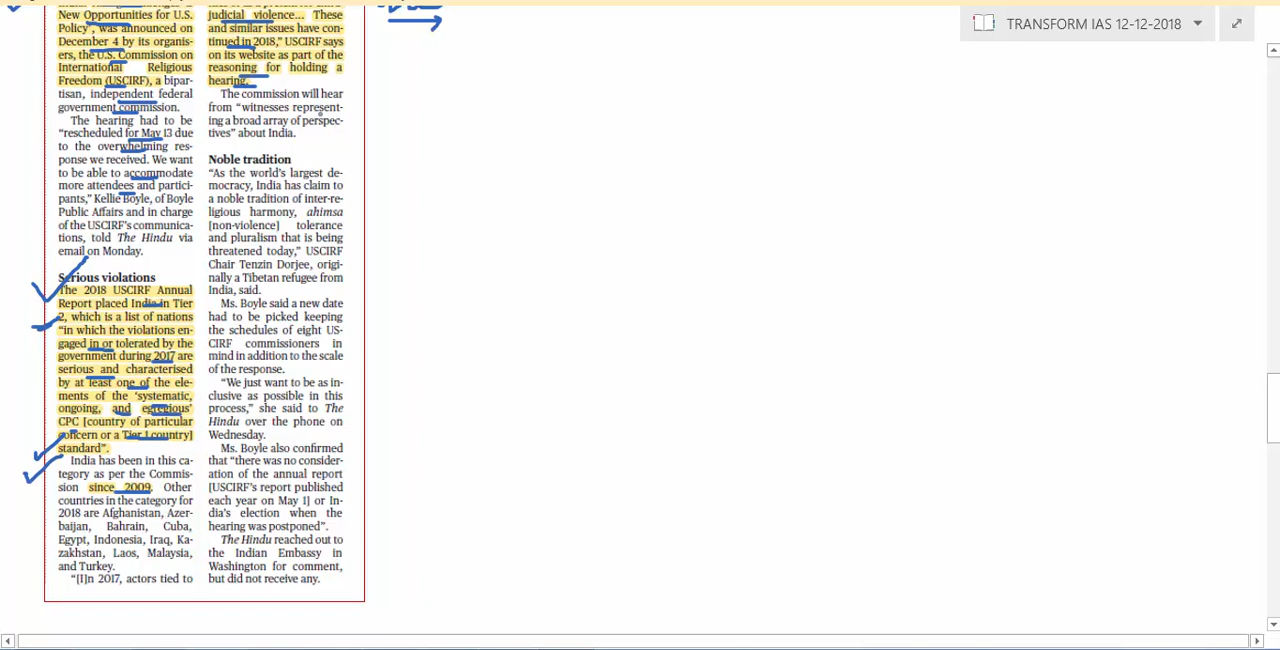 New Opportunities for U.S.
Policy', was announced on
December 4 by its organis-
ers, the U.S. Commission on
International Religious
Freedom (USCIRF), a bipar-
tisan, independent federal
government commission.
The hearing had to be
"rescheduled for May 13 due
to the overwhelming res-
ponse we received. We want
to be able to accommodate
more attendees and partici-
pants," Kellie Boyle, of Boyle
Public Affairs and in charge
of the USCIRF's communica-
tions, told The Hindu via
email on Monday.
Serious violations
The 2018 USCIRF Annual
Report placed India in Tier
2, which is a list of nations
"in which the violations en-
gaged in or tolerated by the
government during 2017 are
serious and characterised
by at least one of the ele-
ments of the 'systematic,
ongoing, and egregious'
CPC [country of particular
concern or a Tier 1 country]
standard".
India has been in this ca-
tegory as per the Commis-
sion since 2009. Other
countries in the category for
2018 are Afghanistan, Azer-
baijan, Bahrain, Cuba,
Egypt, Indonesia, Iraq, Ka-
zakhstan, Laos, Malaysia,
and Turkey.
"[I]n 2017, actors tied to
judicial violence... These
and similar issues have con-
tinued in 2018," USCIRF says
on its website as part of the
reasoning for holding a
hearing.
The commission will hear
from "witnesses represent-
ing a broad array of perspec-
tives" about India.
Noble tradition
"As the world's largest de-
mocracy, India has claim to
a noble tradition of inter-re-
ligious harmony, ahimsa
[non-violence] tolerance
and pluralism that is being
threatened today," USCIRF
Chair Tenzin Dorjee, origi-
nally a Tibetan refugee from
India, said.
Ms. Boyle said a new date
had to be picked keeping
the schedules of eight US-
CIRF commissioners in
mind in addition to the scale
of the response.
"We just want to be as in-
clusive as possible in this
process," she said to The
Hindu over the phone on
Wednesday.
Ms. Boyle also confirmed
that "there was no consider-
ation of the annual report
[USCIRF's report published
each year on May 1] or In-
dia's election when the
hearing was postponed".
The Hindu reached out to
the Indian Embassy in
Washington for comment,
but did not receive any.
TRANSFORM IAS 12-12-2018